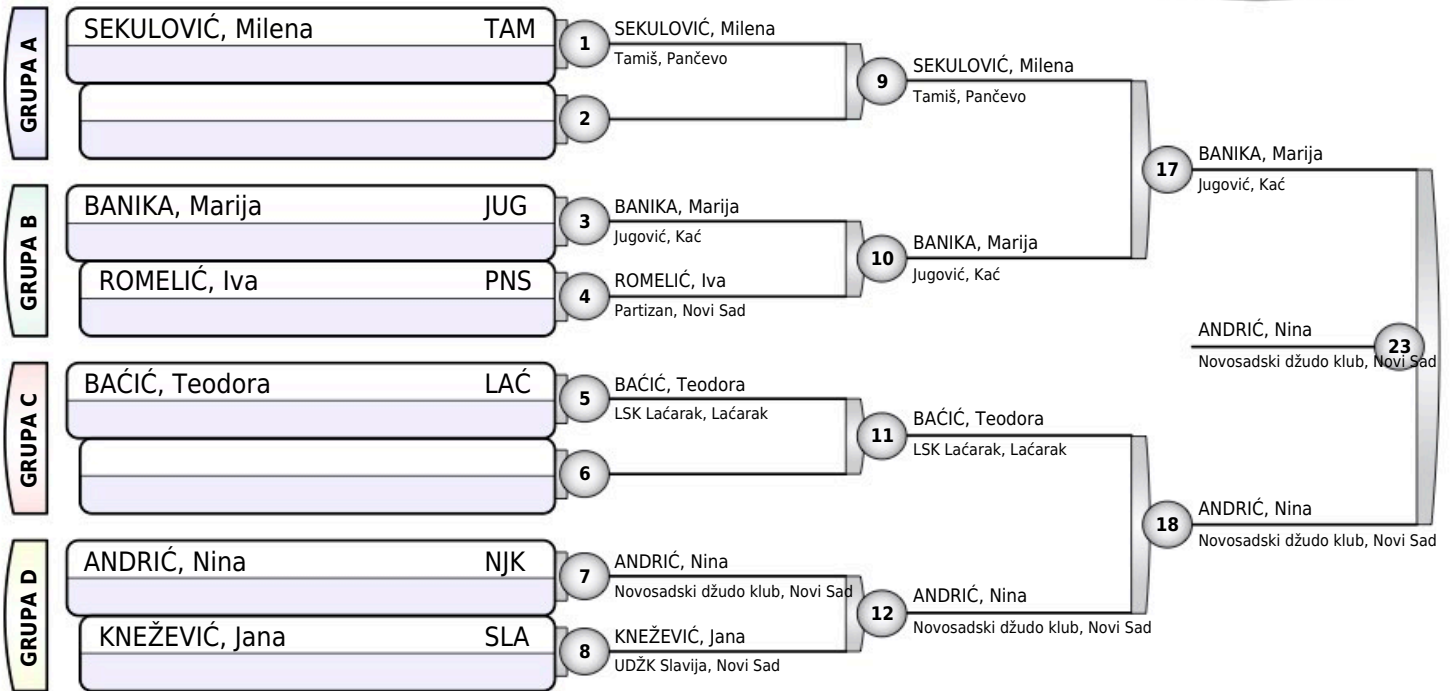 GRUPA A
SEKULOVIĆ, Milena TAM
1
SEKULOVIĆ, Milena
Tamiš, Pančevo
2
9
SEKULOVIĆ, Milena
Tamiš, Pančevo
GRUPA B
BANIKA, Marija JUG
3
BANIKA, Marija
Jugović, Kać
ROMELIĆ, Iva PNS
4
ROMELIĆ, Iva
Partizan, Novi Sad
10
BANIKA, Marija
Jugović, Kać
17
BANIKA, Marija
Jugović, Kać
GRUPA C
BAĆIĆ, Teodora LAĆ
5
BAĆIĆ, Teodora
LSK Laćarak, Laćarak
6
11
BAĆIĆ, Teodora
LSK Laćarak, Laćarak
GRUPA D
ANDRIĆ, Nina NJK
7
ANDRIĆ, Nina
Novosadski džudo klub, Novi Sad
KNEŽEVIĆ, Jana SLA
8
KNEŽEVIĆ, Jana
UDŽK Slavija, Novi Sad
12
ANDRIĆ, Nina
Novosadski džudo klub, Novi Sad
18
ANDRIĆ, Nina
Novosadski džudo klub, Novi Sad
ANDRIĆ, Nina
23
Novosadski džudo klub, Novi Sad